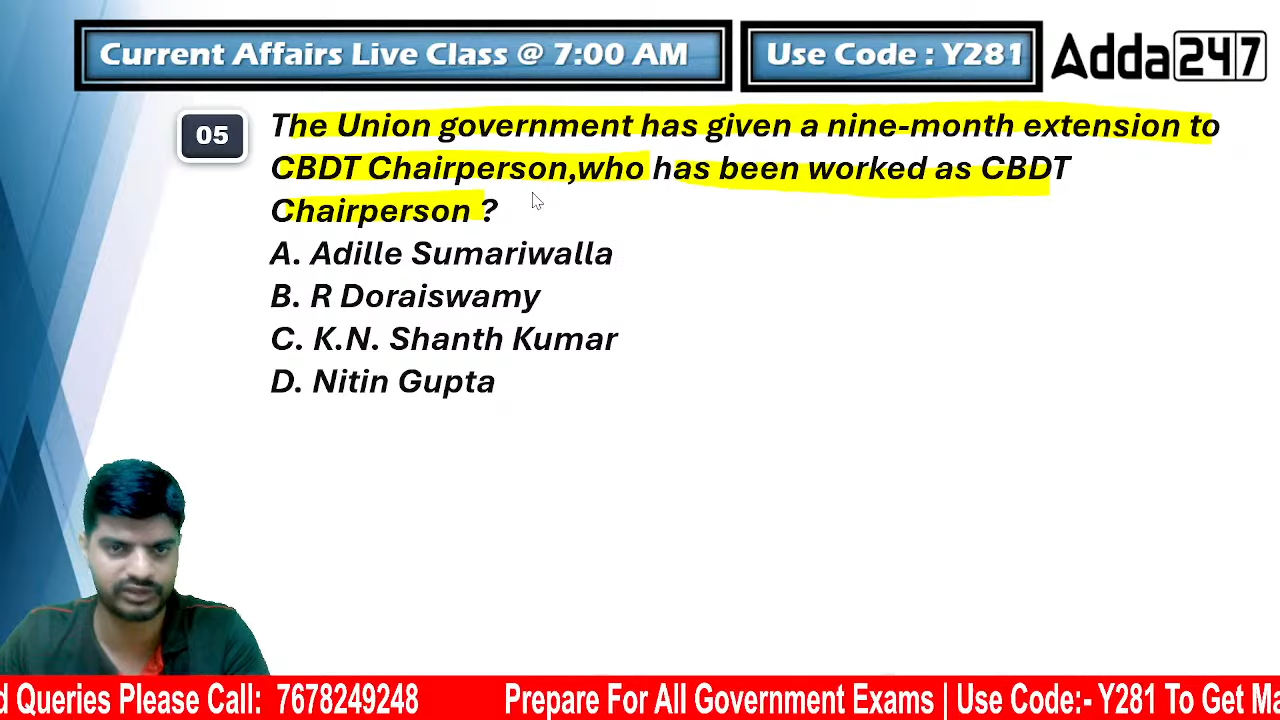 Current Affairs Live Class @ 7:00 AM
Use Code : Y281
Adda247
05
The Union government has given a nine-month extension to
CBDT Chairperson,who has been worked as CBDT
Chairperson ?
A. Adille Sumariwalla
B. R Doraiswamy
C. K.N. Shanth Kumar
D. Nitin Gupta
d Queries Please Call: 7678249248 Prepare For All Government Exams | Use Code:- Y281 To Get Ma